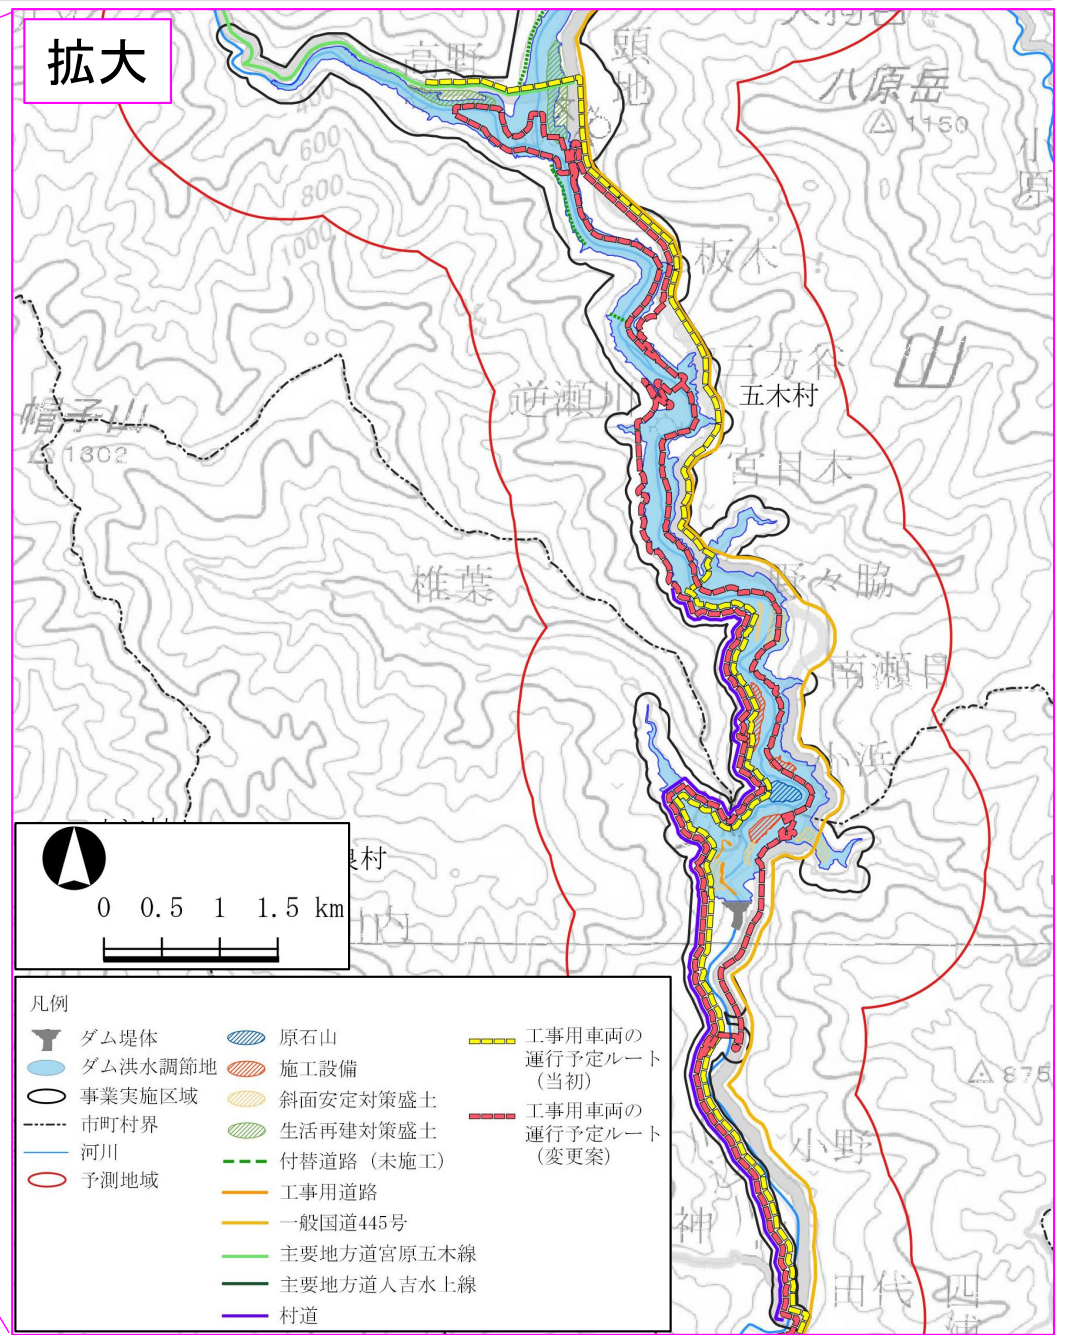 拡大
高野
頭地
八原岳
1150
小原
板木
五木村
逆瀬川
帽子山
1302
宮目木
椎葉
野々脇
南瀬目
小浜
0 0.5 1 1.5 km
村
内
875
小野
神
田代
四浦
凡例
ダム堤体
ダム洪水調節地
事業実施区域
市町村界
河川
予測地域
原石山
施工設備
斜面安定対策盛土
生活再建対策盛土
付替道路（未施工）
工事用道路
一般国道445号
主要地方道宮原五木線
主要地方道人吉水上線
村道
工事用車両の
運行予定ルート
（当初）
工事用車両の
運行予定ルート
（変更案）